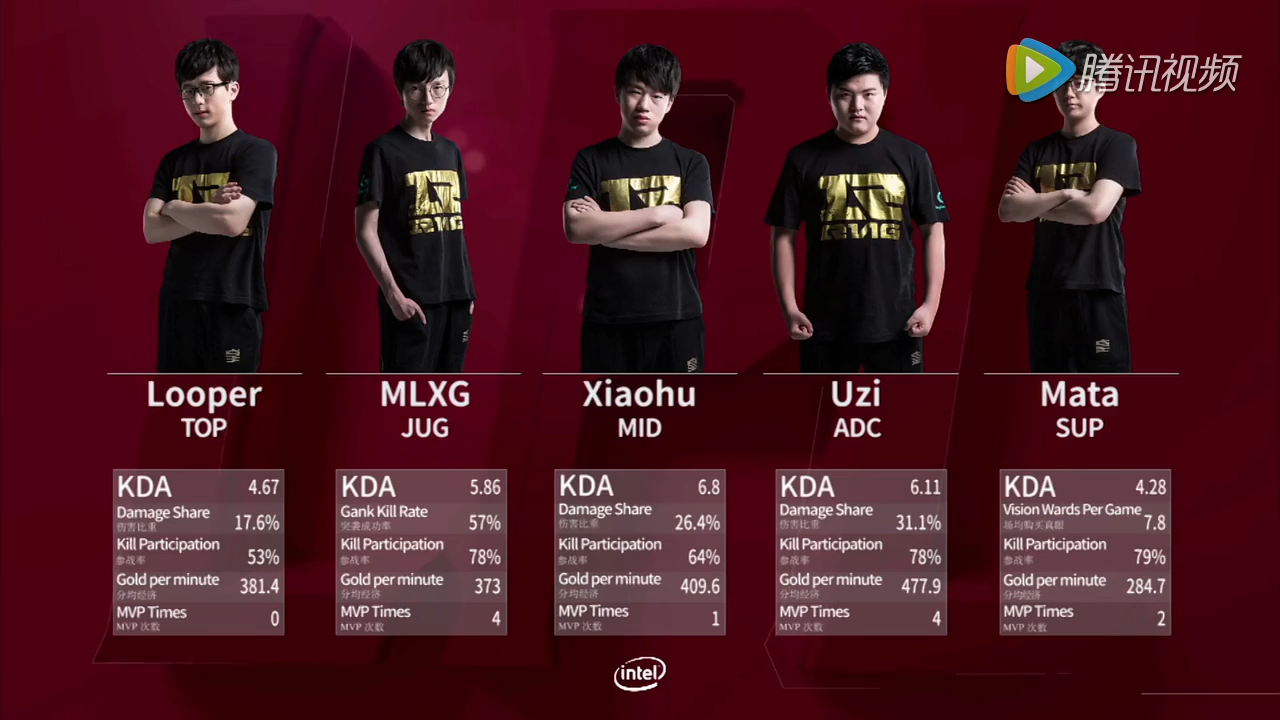 腾讯视频
RNG
RNG
Looper
TOP
MLXG
JUG
Xiaohu
MID
Uzi
ADC
Mata
SUP
KDA 4.67
Damage Share
伤害比重 17.6%
Kill Participation
参战率 53%
Gold per minute
分均经济 381.4
MVP Times
MVP 次数 0
KDA 5.86
Gank Kill Rate
突袭成功率 57%
Kill Participation
参战率 78%
Gold per minute
分均经济 373
MVP Times
MVP 次数 4
KDA 6.8
Damage Share
伤害比重 26.4%
Kill Participation
参战率 64%
Gold per minute
分均经济 409.6
MVP Times
MVP 次数 1
KDA 6.11
Damage Share
伤害比重 31.1%
Kill Participation
参战率 78%
Gold per minute
分均经济 477.9
MVP Times
MVP 次数 4
KDA 4.28
Vision Wards Per Game
场均购买真眼 7.8
Kill Participation
参战率 79%
Gold per minute
分均经济 284.7
MVP Times
MVP 次数 2
intel